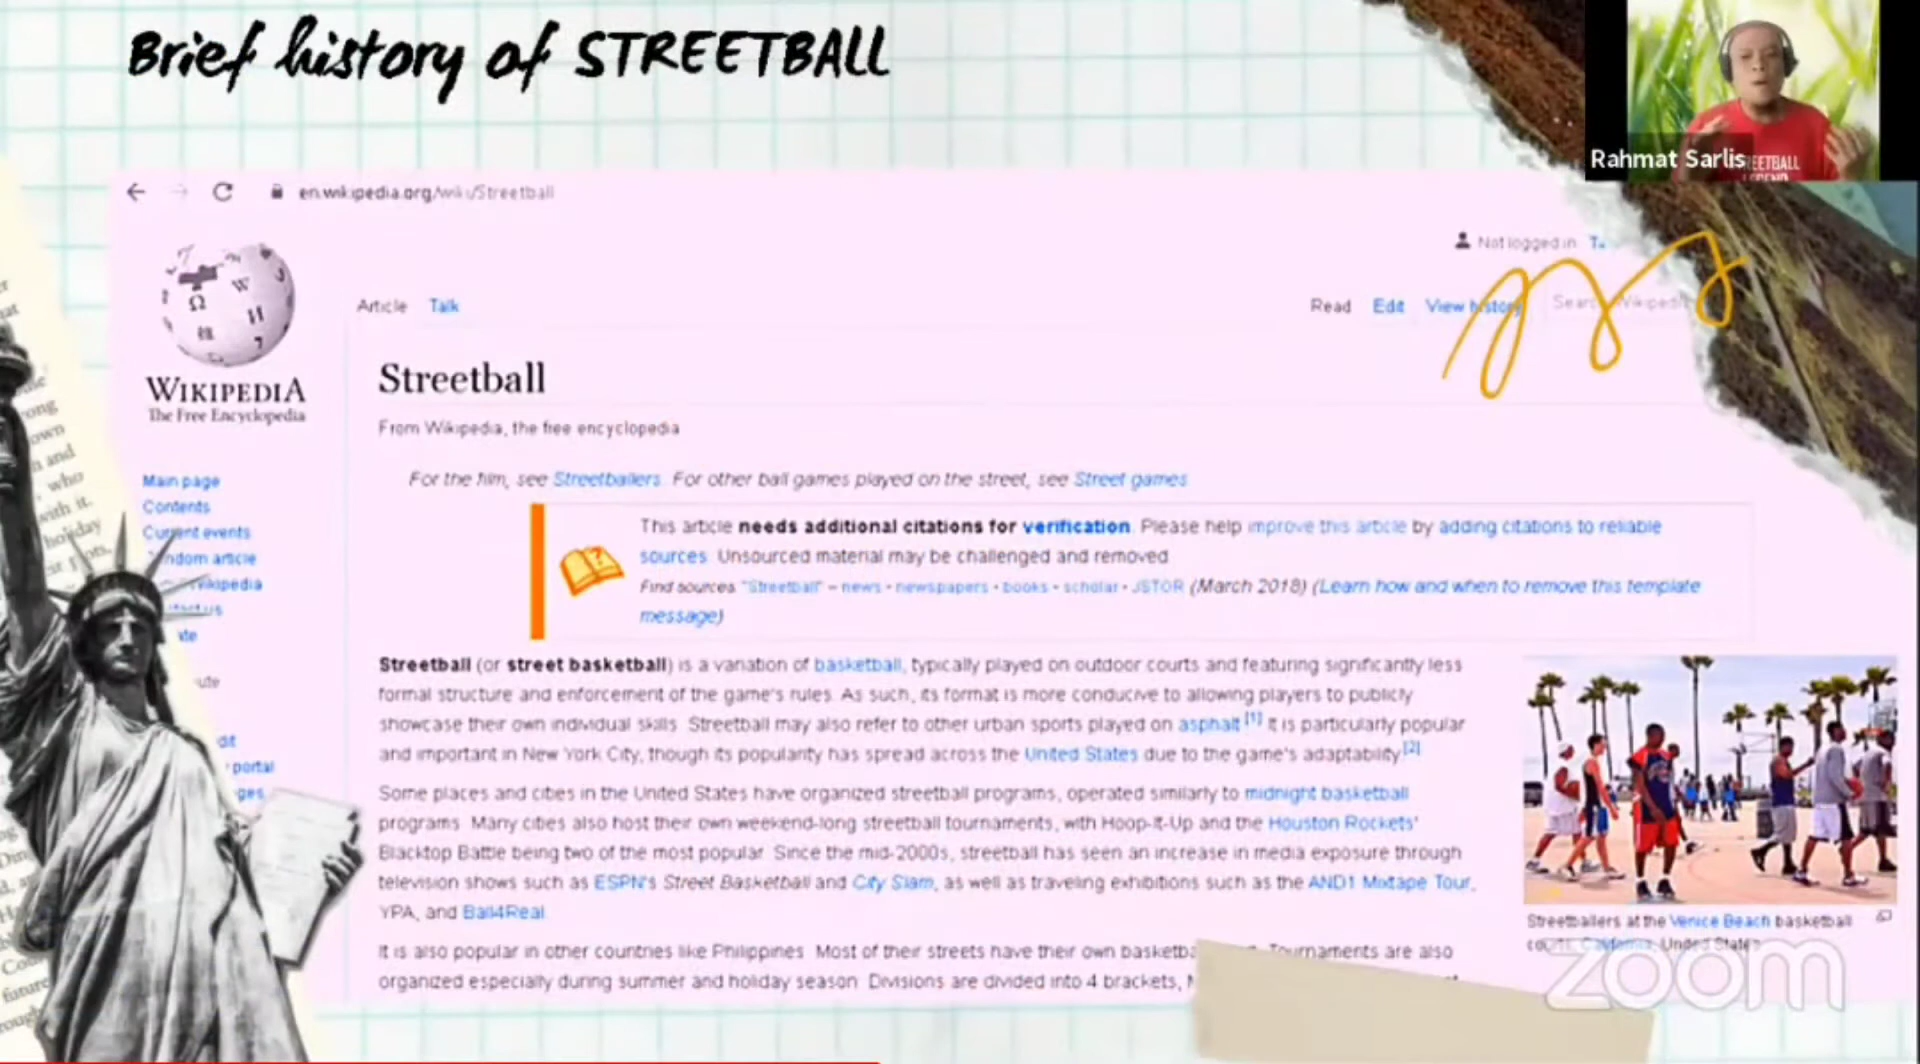 Brief history of STREETBALL
Rahmat Sarlis
en.wikipedia.org/wiki/Streetball
Not logged in
WIKIPEDIA
The Free Encyclopedia
Article Talk
Read Edit View history
Streetball
From Wikipedia, the free encyclopedia
For the film, see Streetballers. For other ball games played on the street, see Street games
Main page
Contents
Current events
This article needs additional citations for verification. Please help improve this article by adding citations to reliable
sources. Unsourced material may be challenged and removed
Find sources "Streetball" – news · newspapers · books · scholar · JSTOR (March 2018) (Learn how and when to remove this template
message)
Streetball (or street basketball) is a variation of basketball, typically played on outdoor courts and featuring significantly less
formal structure and enforcement of the game's rules. As such, its format is more conducive to allowing players to publicly
showcase their own individual skills. Streetball may also refer to other urban sports played on asphalt.[1] It is particularly popular
and important in New York City, though its popularity has spread across the United States due to the game's adaptability.[2]
Some places and cities in the United States have organized streetball programs, operated similarly to midnight basketball
programs. Many cities also host their own weekend-long streetball tournaments, with Hoop-It-Up and the Houston Rockets'
Blacktop Battle being two of the most popular. Since the mid-2000s, streetball has seen an increase in media exposure through
television shows such as ESPN's Street Basketball and City Slam, as well as traveling exhibitions such as the AND1 Mixtape Tour,
YPA, and Ball4Real.
It is also popular in other countries like Philippines. Most of their streets have their own Tournaments are also
organized especially during summer and holiday season. Divisions are divided into 4 brackets,
Streetballers at the Venice Beach basketball
courts, California, United States
zoom